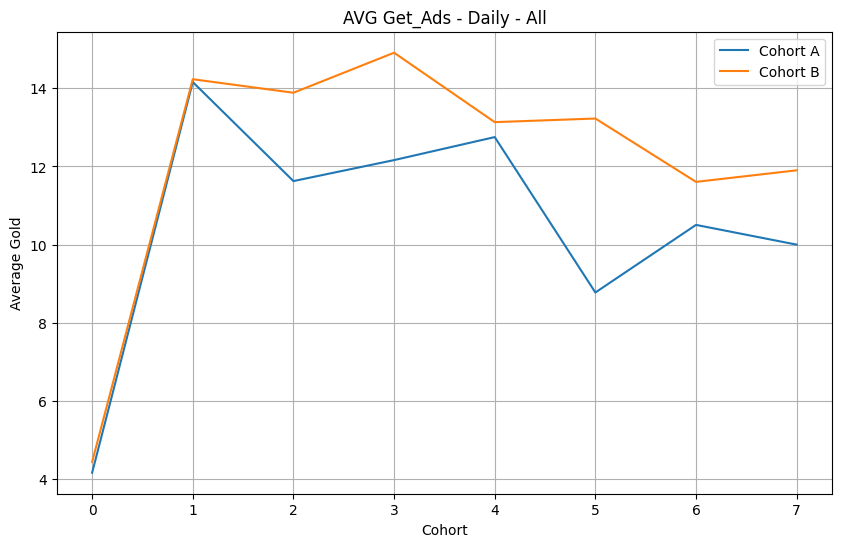 AVG Get_Ads - Daily - All
Cohort A
Cohort B
Average Gold
14
12
10
8
6
4
0 1 2 3 4 5 6 7
Cohort